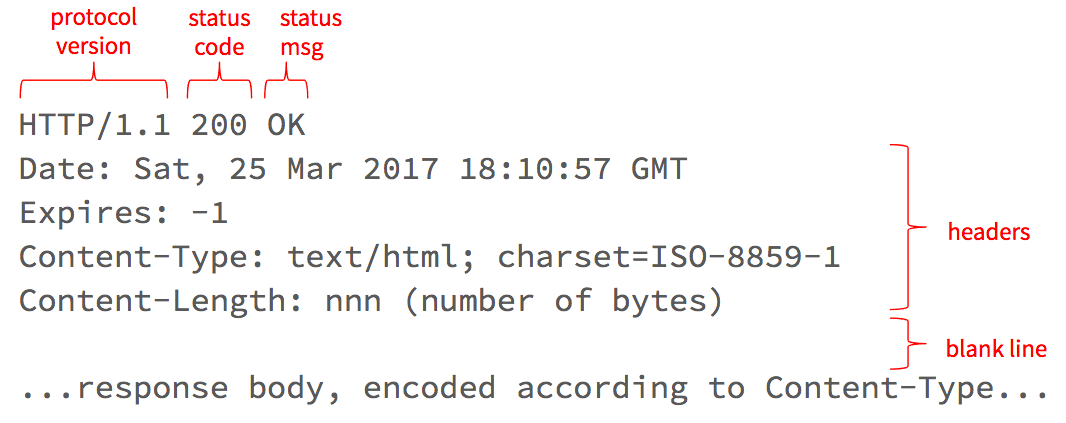 protocol version
status code
status msg
HTTP/1.1 200 OK
Date: Sat, 25 Mar 2017 18:10:57 GMT
Expires: -1
Content-Type: text/html; charset=ISO-8859-1
headers
Content-Length: nnn (number of bytes)
blank line
...response body, encoded according to Content-Type...